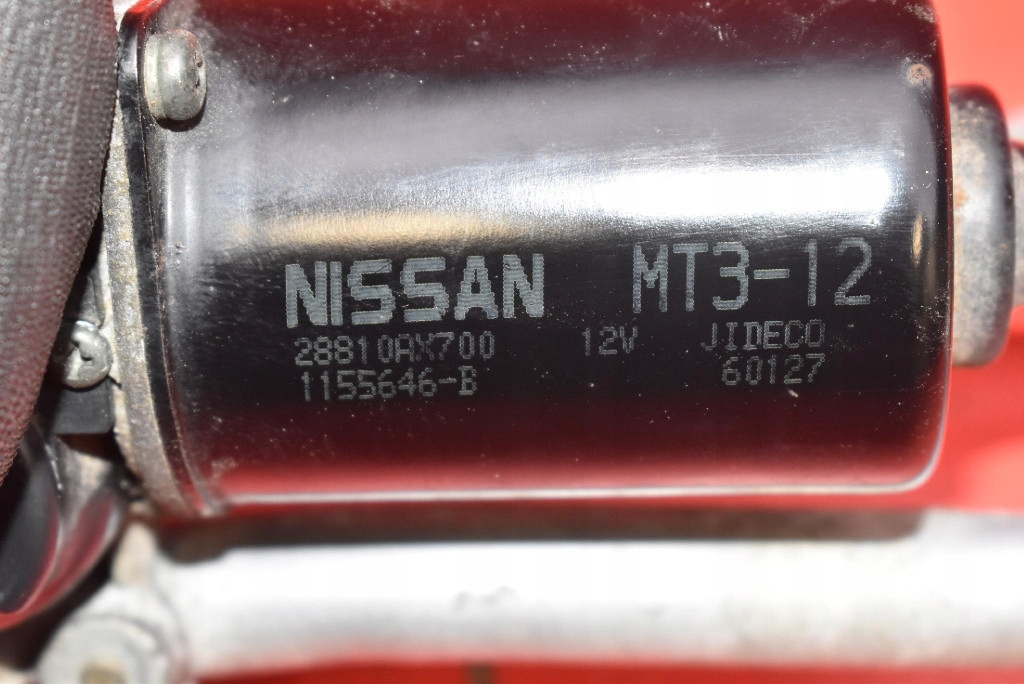 NISSAN MT3-12
28810AX700 12V JIDECO
1155646-B 60127